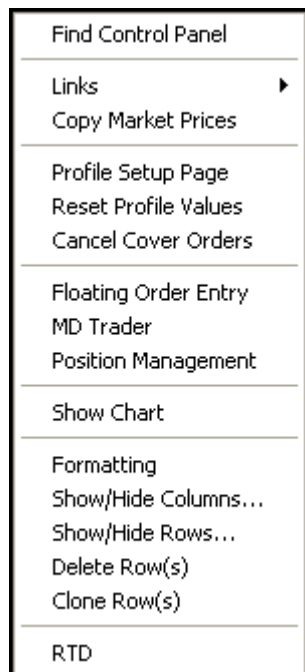 Find Control Panel
Links
Copy Market Prices
Profile Setup Page
Reset Profile Values
Cancel Cover Orders
Floating Order Entry
MD Trader
Position Management
Show Chart
Formatting
Show/Hide Columns...
Show/Hide Rows...
Delete Row(s)
Clone Row(s)
RTD